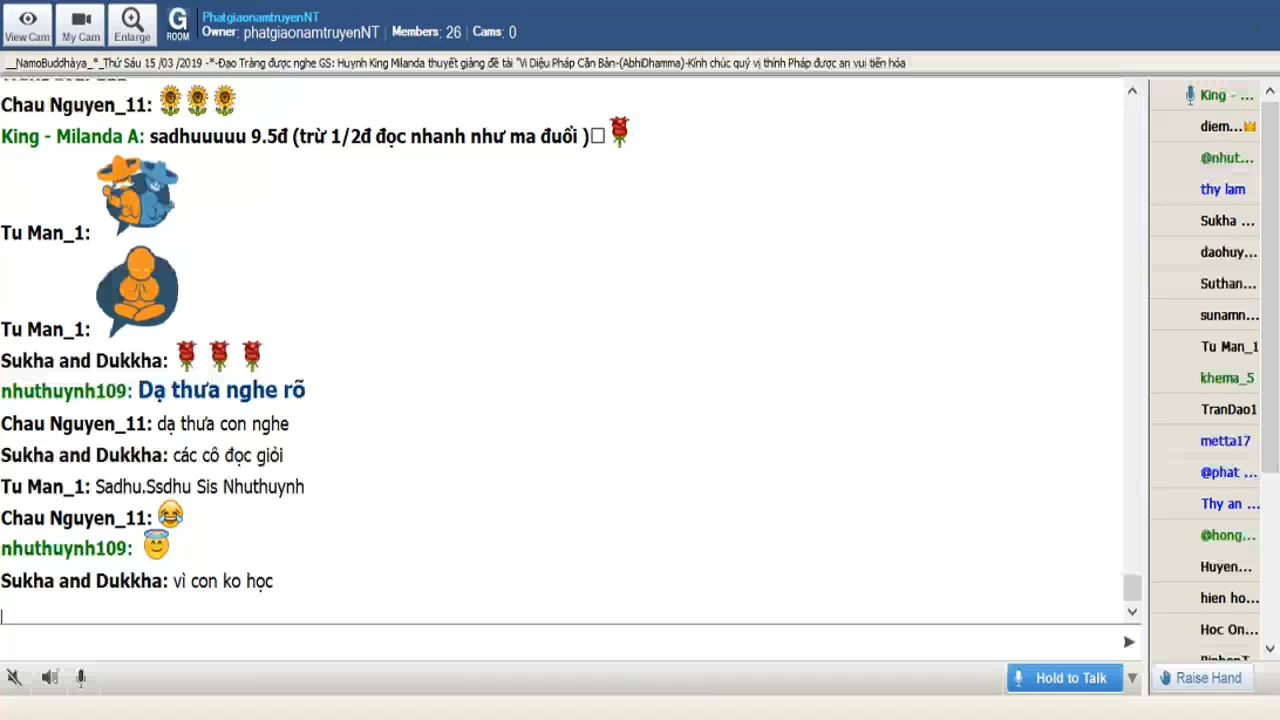 View Cam
My Cam
Enlarge
G
ROOM
PhatgiaonamtruyenNT
Owner: phatgiaonamtruyenNT | Members: 26 | Cams: 0
__NamoBuddhàya_*_Thứ Sáu 15 /03 /2019 -*-Đạo Tràng được nghe GS: Huỳnh King Milanda thuyết giảng đề tài "Vi Diệu Pháp Căn Bản-(AbhiDhamma)-Kính chúc quý vị thính Pháp được an vui tiến hóa
Chau Nguyen_11:
King - Milanda A: sadhuuuuu 9.5đ (trừ 1/2đ đọc nhanh như ma đuổi )
Tu Man_1:
Tu Man_1:
Sukha and Dukkha:
nhuthuynh109: Dạ thưa nghe rõ
Chau Nguyen_11: dạ thưa con nghe
Sukha and Dukkha: các cô đọc giỏi
Tu Man_1: Sadhu.Ssdhu Sis Nhuthuynh
Chau Nguyen_11:
nhuthuynh109:
Sukha and Dukkha: vì con ko học
King - ...
diem...
@nhut...
thy lam
Sukha ...
daohuy...
Suthan...
sunamn...
Tu Man_1
khema_5
TranDao1
metta17
@phat ...
Thy an ...
@hong...
Huyen...
hien ho...
Hoc On...
Hold to Talk
Raise Hand